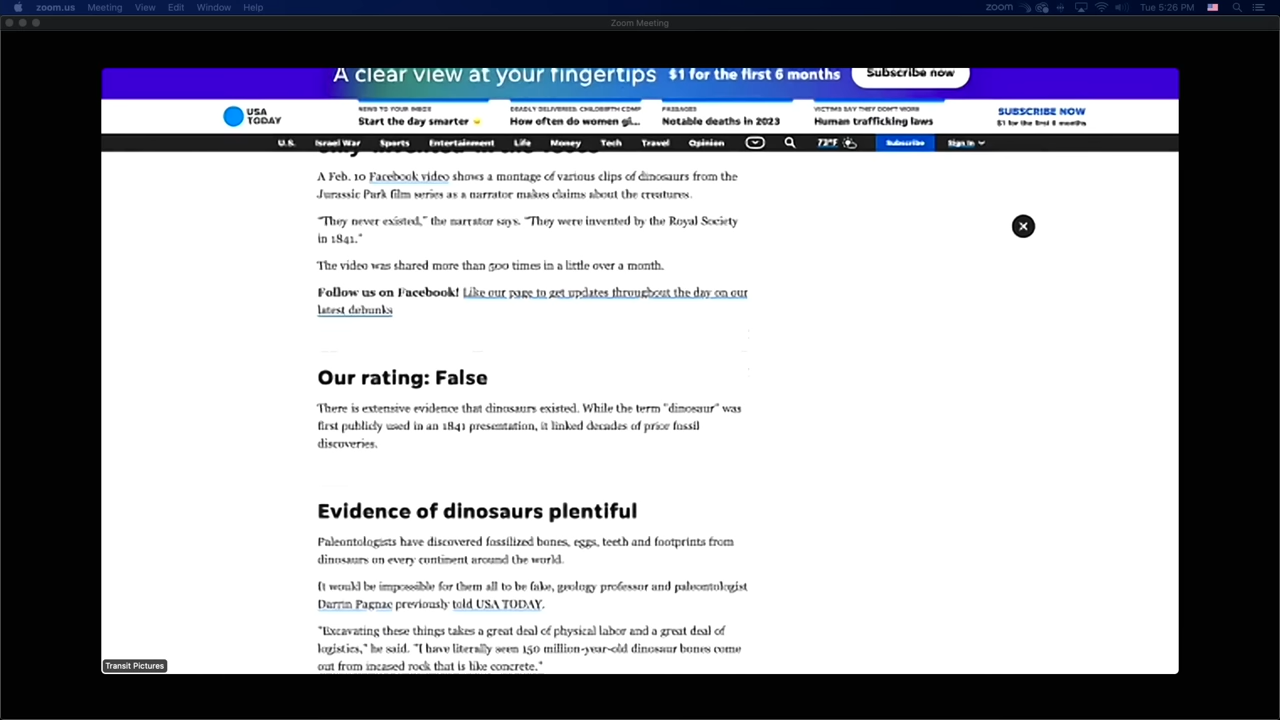 zoom.us Meeting View Edit Window Help
zoom Tue 5:26 PM
Zoom Meeting
A clear view at your fingertips $1 for the first 6 months Subscribe now
USA
TODAY
NEWS TO YOUR INBOX
Start the day smarter
DEADLY DELIVERIES: CHILDBIRTH COMP
How often do women gi...
PASSAGES
Notable deaths in 2023
VICTIMS SAY THEY DON'T WORK
Human trafficking laws
SUBSCRIBE NOW
$1 for the first 6 months
U.S. Israel War Sports Entertainment Life Money Tech Travel Opinion 72°F Subscribe Sign In
A Feb. 10 Facebook video shows a montage of various clips of dinosaurs from the
Jurassic Park film series as a narrator makes claims about the creatures.
"They never existed," the narrator says. "They were invented by the Royal Society
in 1841."
The video was shared more than 500 times in a little over a month.
Follow us on Facebook! Like our page to get updates throughout the day on our
latest debunks
Our rating: False
There is extensive evidence that dinosaurs existed. While the term "dinosaur" was
first publicly used in an 1841 presentation, it linked decades of prior fossil
discoveries.
Evidence of dinosaurs plentiful
Paleontologists have discovered fossilized bones, eggs, teeth and footprints from
dinosaurs on every continent around the world.
It would be impossible for them all to be fake, geology professor and paleontologist
Darrin Pagnac previously told USA TODAY.
"Excavating these things takes a great deal of physical labor and a great deal of
logistics," he said. "I have literally seen 150 million-year-old dinosaur bones come
out from incased rock that is like concrete."
Transit Pictures